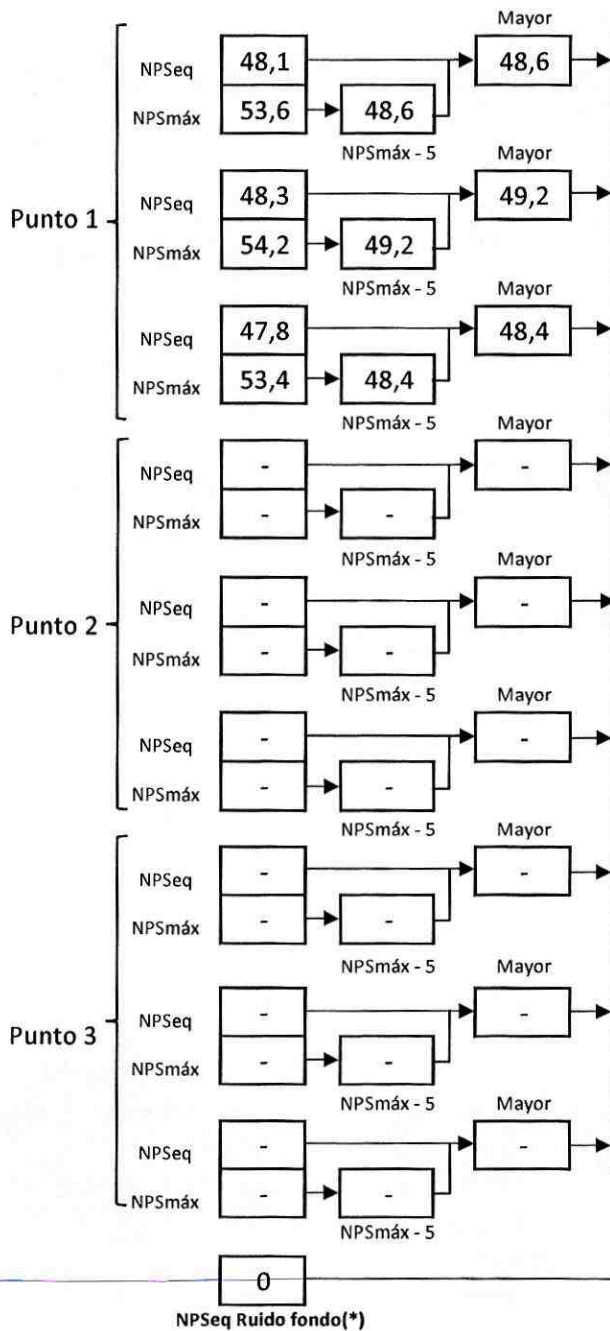 Mayor
NPSeq 48,1 48,6
NPSmáx 53,6 48,6
NPSmáx - 5
Mayor
NPSeq 48,3 49,2
Punto 1
NPSmáx 54,2 49,2
NPSmáx - 5
Mayor
NPSeq 47,8 48,4
NPSmáx 53,4 48,4
NPSmáx - 5
Mayor
NPSeq - -
NPSmáx - -
NPSmáx - 5
Mayor
NPSeq - -
Punto 2
NPSmáx - -
NPSmáx - 5
Mayor
NPSeq - -
NPSmáx - -
NPSmáx - 5
Mayor
NPSeq - -
NPSmáx - -
NPSmáx - 5
Mayor
NPSeq - -
Punto 3
NPSmáx - -
NPSmáx - 5
Mayor
NPSeq - -
NPSmáx - -
NPSmáx - 5
0
NPSeq Ruido fondo(*)